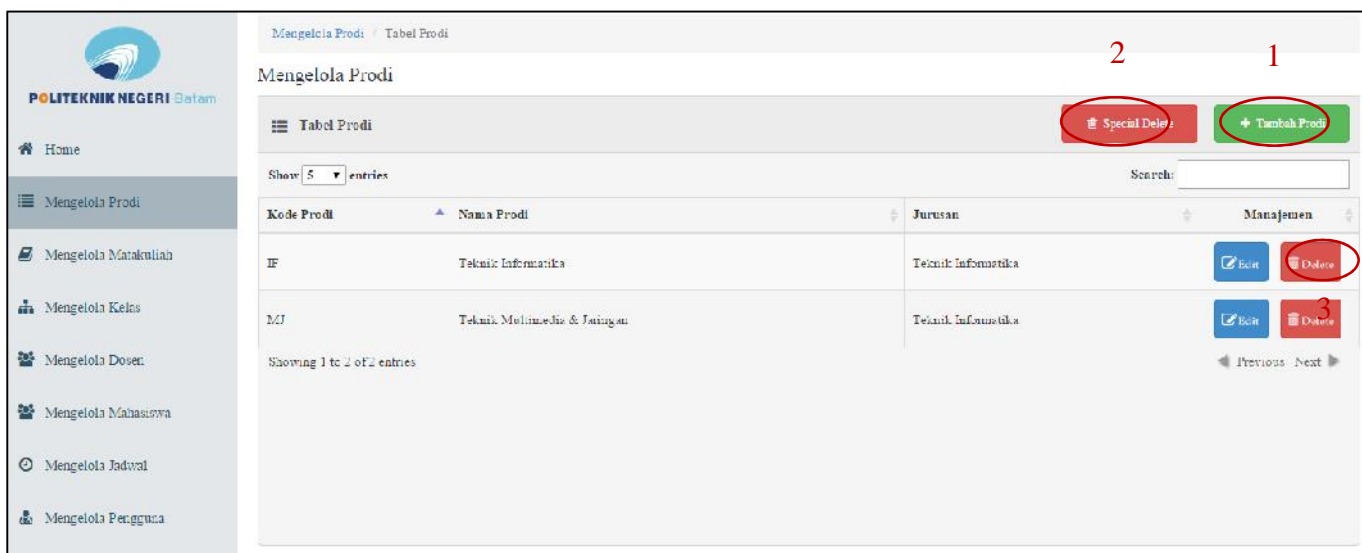 POLITEKNIK NEGERI Batam
Home
Mengelola Prodi
Mengelola Matakuliah
Mengelola Kelas
Mengelola Dosen
Mengelola Mahasiswa
Mengelola Jadwal
Mengelola Pengguna
Mengelola Prodi / Tabel Prodi
Mengelola Prodi
2 1
Tabel Prodi Special Delete + Tambah Prodi
Show 5 entries Search:
Kode Prodi Nama Prodi Jurusan Manajemen
IF Teknik Informatika Teknik Informatika Edit Delete
3
MJ Teknik Multimedia & Jaringan Teknik Informatika Edit Delete
Showing 1 to 2 of 2 entries Previous Next